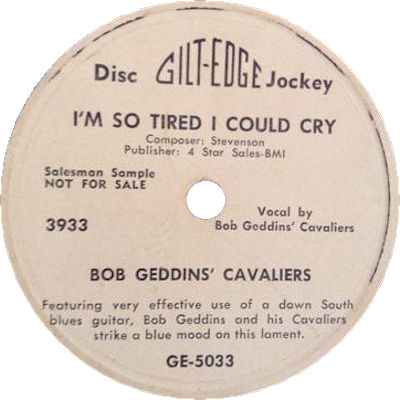 Disc GILT-EDGE Jockey
I'M SO TIRED I COULD CRY
Composer: Stevenson
Publisher: 4 Star Sales-BMI
Salesman Sample
NOT FOR SALE
3933
Vocal by
Bob Geddins' Cavaliers
BOB GEDDINS' CAVALIERS
Featuring very effective use of a down South
blues guitar, Bob Geddins and his Cavaliers
strike a blue mood on this lament.
GE-5033